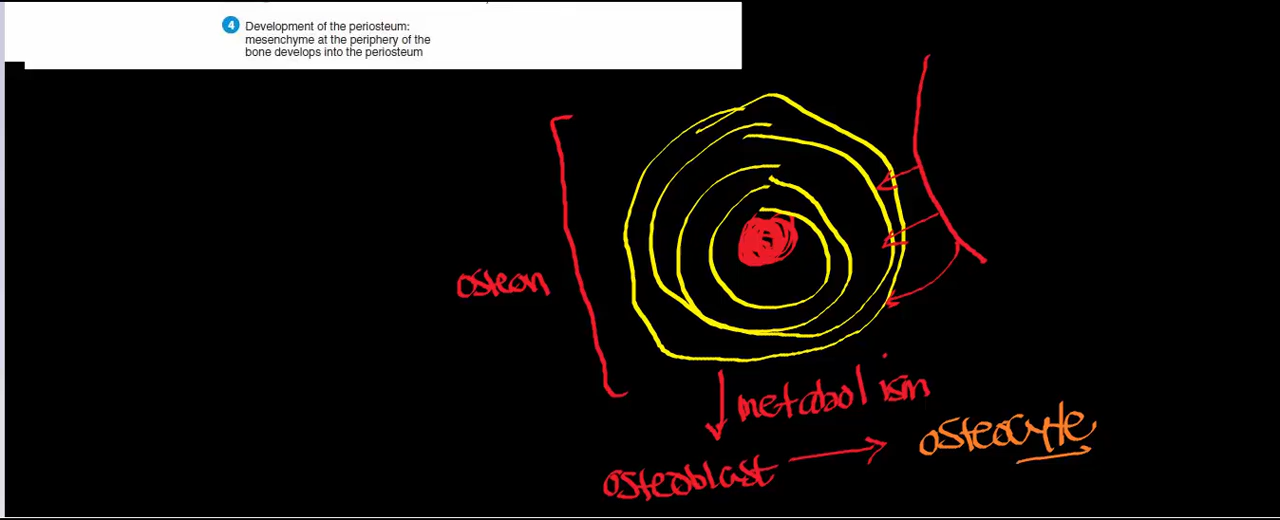 4 Development of the periosteum:
mesenchyme at the periphery of the
bone develops into the periosteum
osteon
metabolism
osteoblast
osteocyte